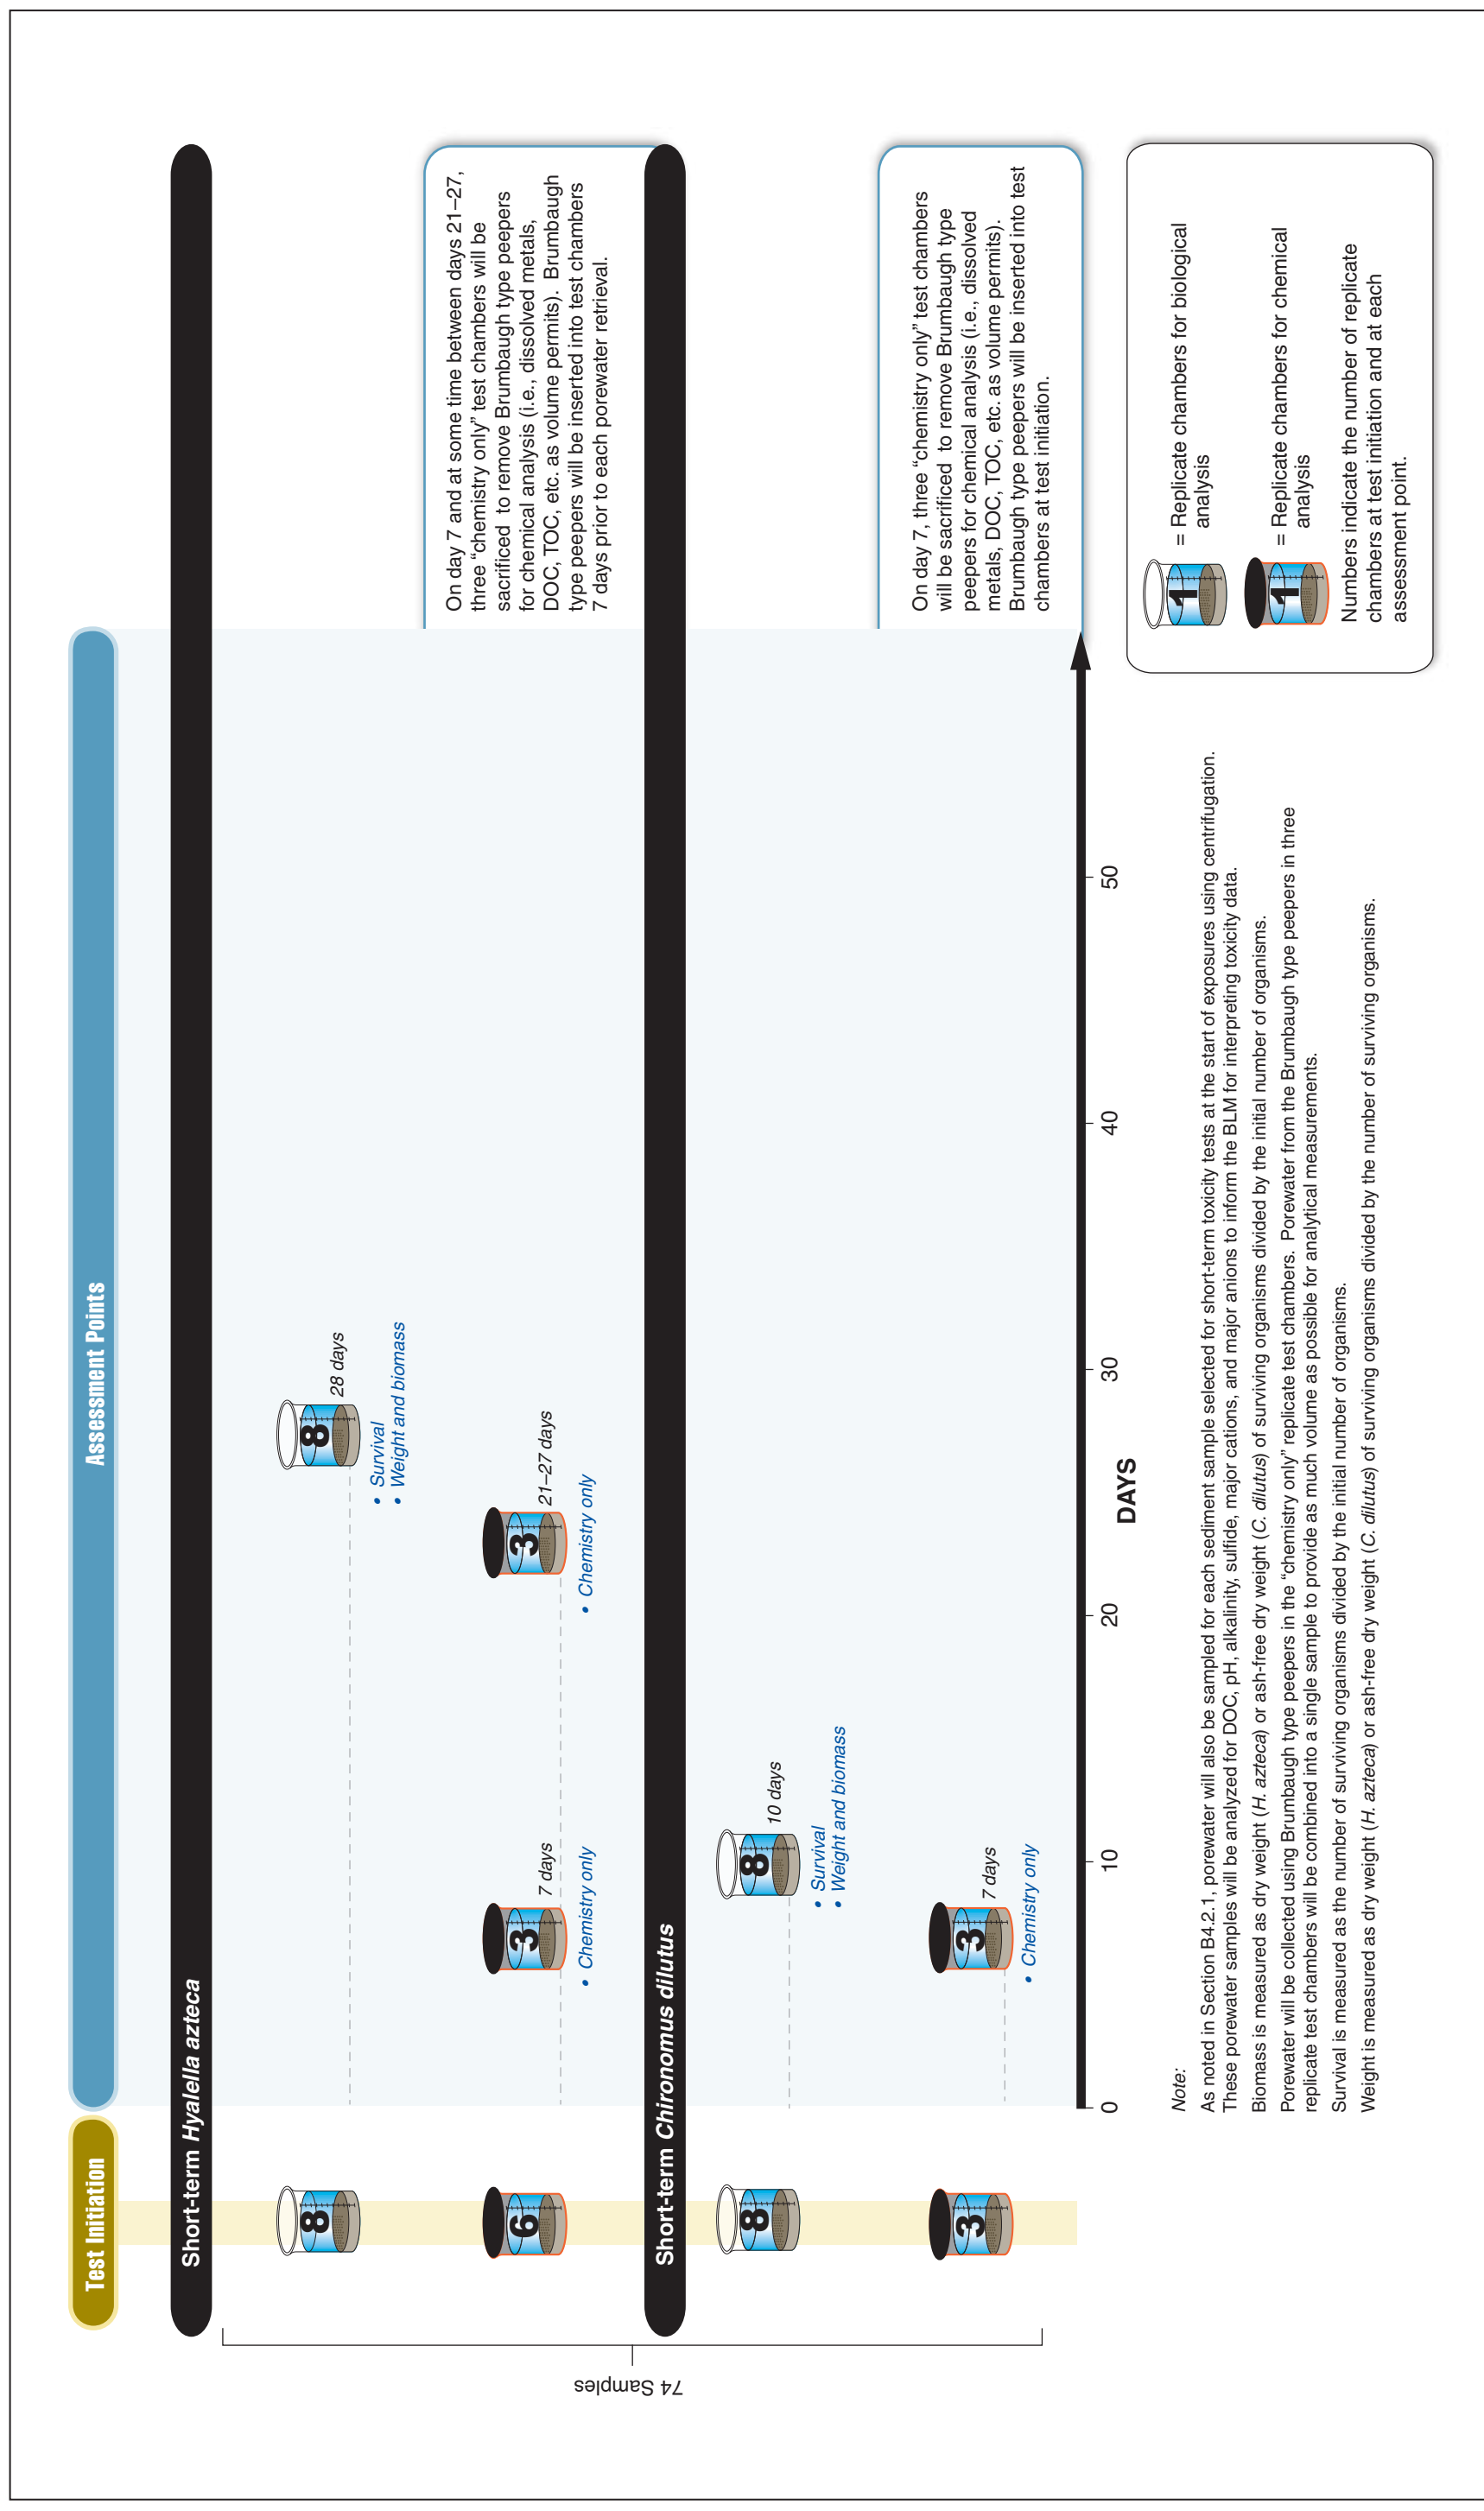 Test Initiation
Assessment Points
Short-term Hyalella azteca
8
8
28 days
• Survival
• Weight and biomass
6
3
7 days
• Chemistry only
3
21–27 days
• Chemistry only
On day 7 and at some time between days 21–27,
three “chemistry only” test chambers will be
sacrificed to remove Brumbaugh type peepers
for chemical analysis (i.e., dissolved metals,
DOC, TOC, etc. as volume permits). Brumbaugh
type peepers will be inserted into test chambers
7 days prior to each porewater retrieval.
74 Samples
Short-term Chironomus dilutus
8
8
10 days
• Survival
• Weight and biomass
3
3
7 days
• Chemistry only
On day 7, three “chemistry only” test chambers
will be sacrificed to remove Brumbaugh type
peepers for chemical analysis (i.e., dissolved
metals, DOC, TOC, etc. as volume permits).
Brumbaugh type peepers will be inserted into test
chambers at test initiation.
0
10
20
30
40
50
DAYS
Note:
As noted in Section B4.2.1, porewater will also be sampled for each sediment sample selected for short-term toxicity tests at the start of exposures using centrifugation.
These porewater samples will be analyzed for DOC, pH, alkalinity, sulfide, major cations, and major anions to inform the BLM for interpreting toxicity data.
Biomass is measured as dry weight (H. azteca) or ash-free dry weight (C. dilutus) of surviving organisms divided by the initial number of organisms.
Porewater will be collected using Brumbaugh type peepers in the “chemistry only” replicate test chambers. Porewater from the Brumbaugh type peepers in three
replicate test chambers will be combined into a single sample to provide as much volume as possible for analytical measurements.
Survival is measured as the number of surviving organisms divided by the initial number of organisms.
Weight is measured as dry weight (H. azteca) or ash-free dry weight (C. dilutus) of surviving organisms divided by the number of surviving organisms.
1
= Replicate chambers for biological
analysis
1
= Replicate chambers for chemical
analysis
Numbers indicate the number of replicate
chambers at test initiation and at each
assessment point.